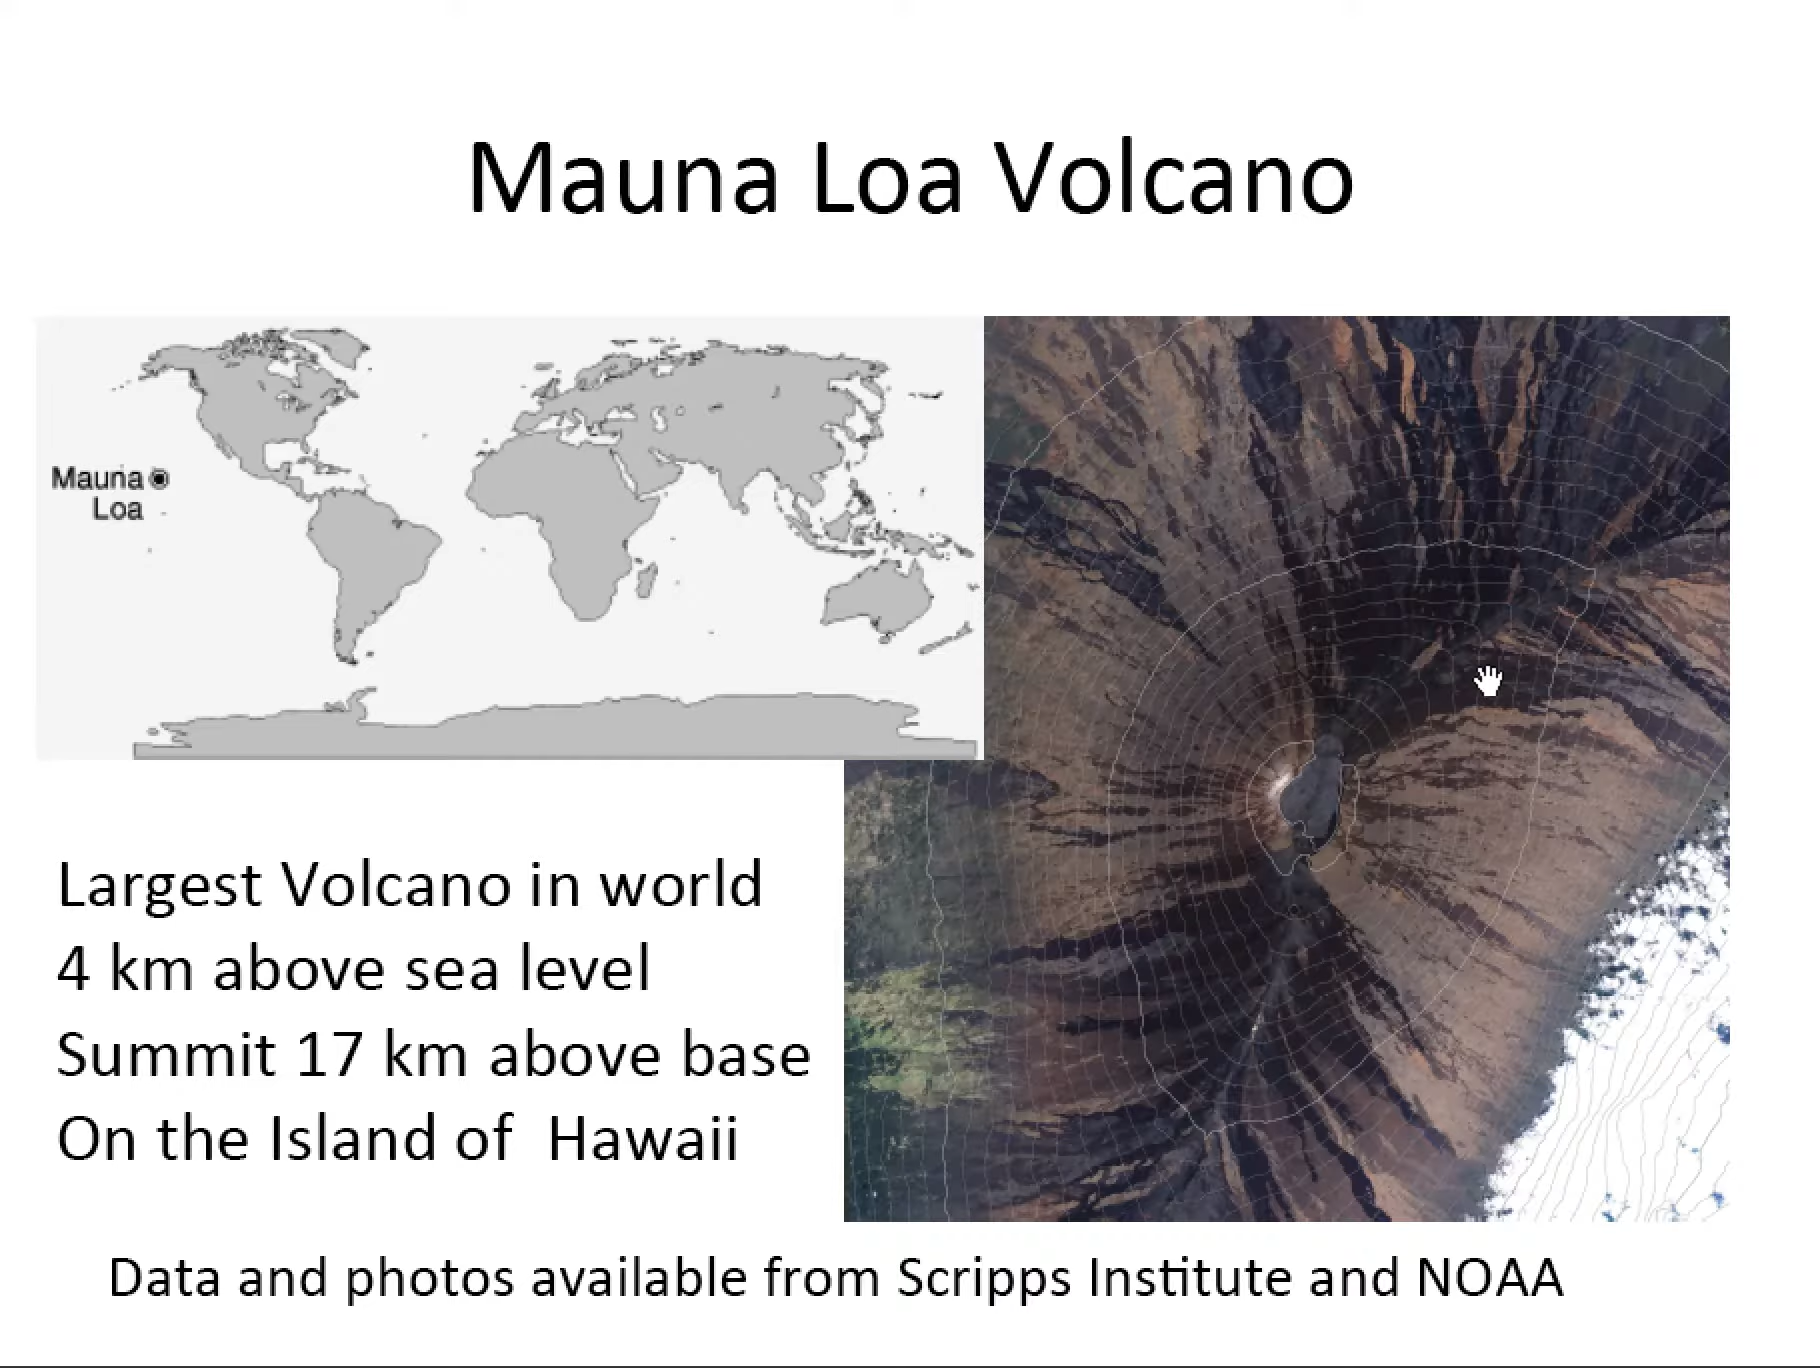 Mauna Loa Volcano
Mauna
Loa
Largest Volcano in world
4 km above sea level
Summit 17 km above base
On the Island of  Hawaii
Data and photos available from Scripps Institute and NOAA